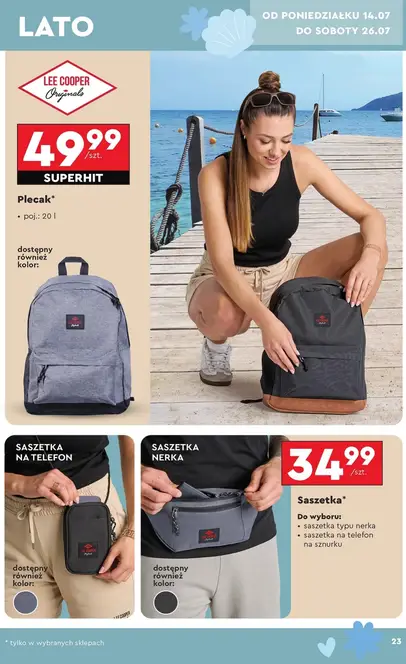 LATO
OD PONIEDZIAŁKU 14.07
DO SOBOTY 26.07
LEE COOPER
Originals
49 99
/szt.
SUPERHIT
Plecak*
• poj.: 20 l
dostępny
również
kolor:
SASZETKA
NA TELEFON
dostępny
również
kolor:
SASZETKA
NERKA
dostępny
również
kolor:
34 99
/szt.
Saszetka*
Do wyboru:
• saszetka typu nerka
• saszetka na telefon
na sznurku
* tylko w wybranych sklepach
23